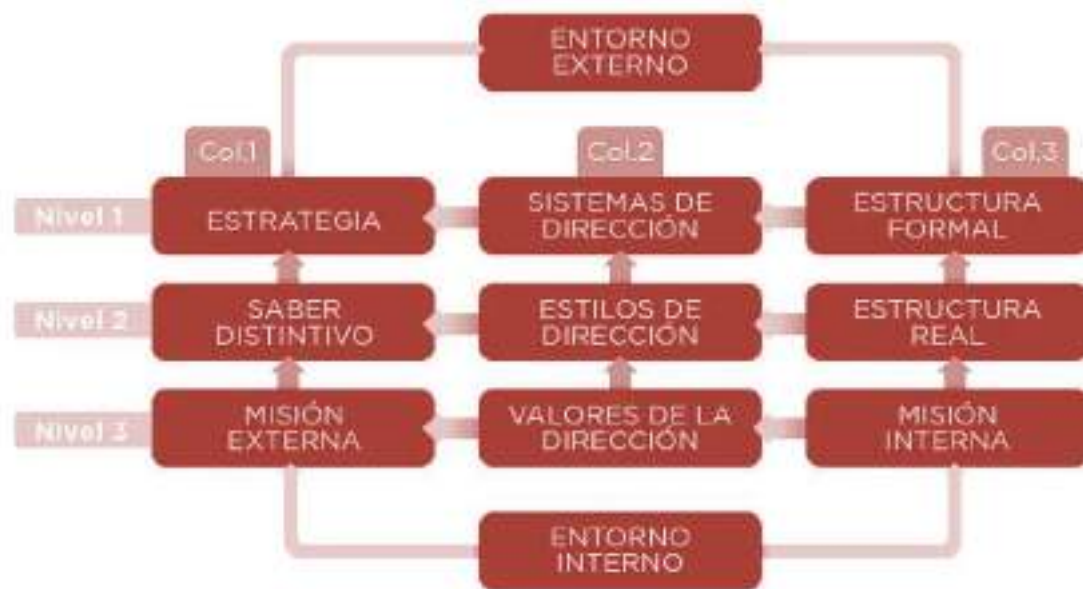 ENTORNO
EXTERNO
Col.1
Col.2
Col.3
Nivel 1
ESTRATEGIA
SISTEMAS DE
DIRECCIÓN
ESTRUCTURA
FORMAL
Nivel 2
SABER
DISTINTIVO
ESTILOS DE
DIRECCIÓN
ESTRUCTURA
REAL
Nivel 3
MISIÓN
EXTERNA
VALORES DE LA
DIRECCIÓN
MISIÓN
INTERNA
ENTORNO
INTERNO